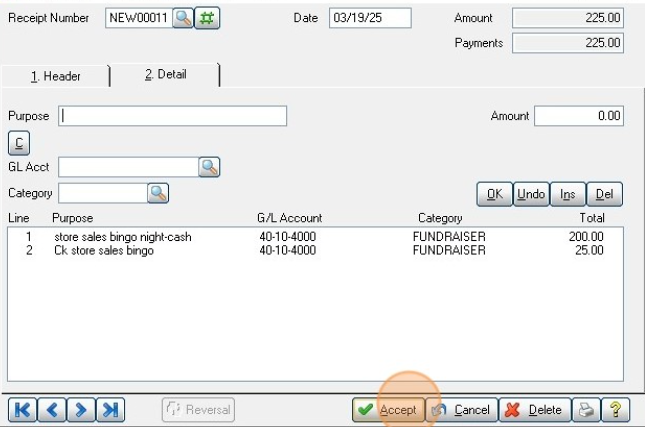 Receipt Number NEW00011 Date 03/19/25 Amount 225.00
Payments 225.00
1. Header 2. Detail
Purpose Amount 0.00
C
GL Acct
Category OK Undo Ins Del
Line Purpose G/L Account Category Total
1 store sales bingo night-cash 40-10-4000 FUNDRAISER 200.00
2 Ck store sales bingo 40-10-4000 FUNDRAISER 25.00
Reversal Accept Cancel Delete ?